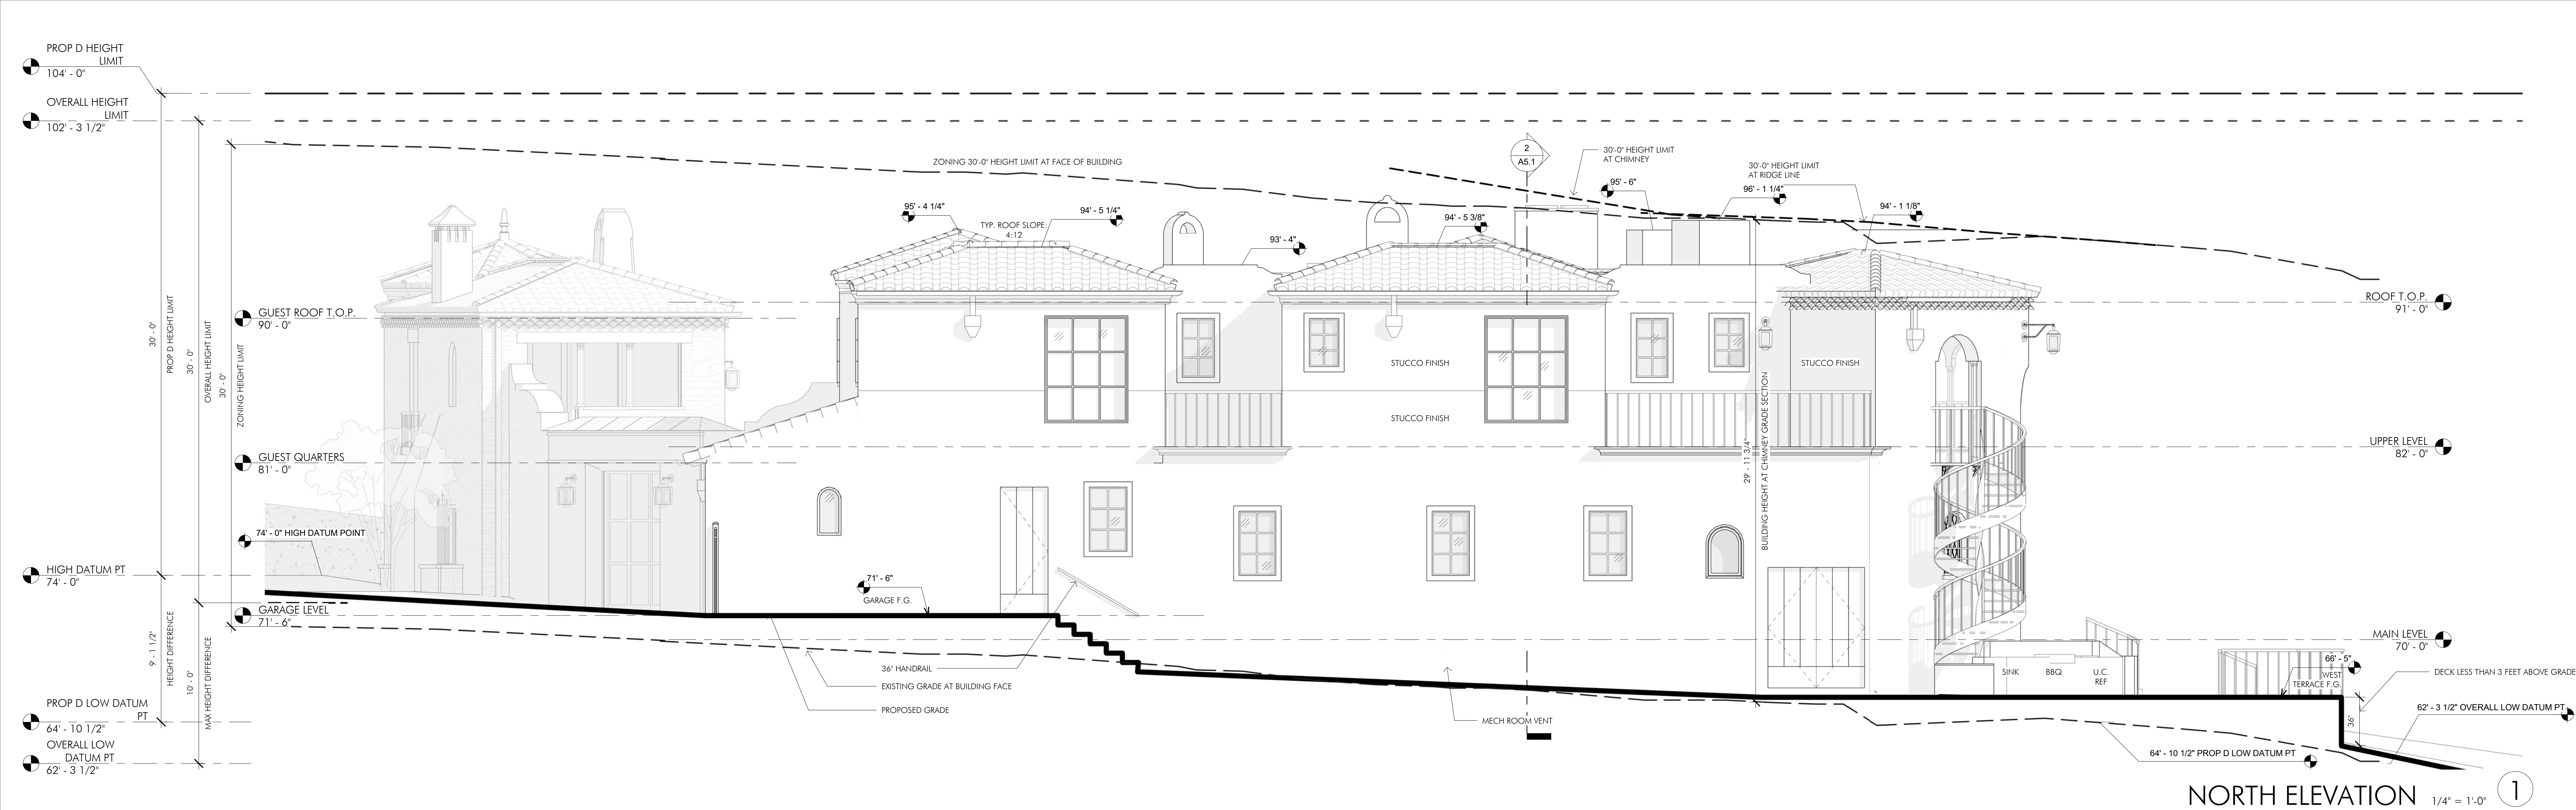 PROP D HEIGHT
LIMIT
104' - 0"
OVERALL HEIGHT
LIMIT
102' - 3 1/2"
ZONING 30'-0" HEIGHT LIMIT AT FACE OF BUILDING
2
A5.1
30'-0" HEIGHT LIMIT
AT CHIMNEY
30'-0" HEIGHT LIMIT
AT RIDGE LINE
95' - 6"
96' - 1 1/4"
95' - 4 1/4"
94' - 5 1/4"
94' - 5 3/8"
94' - 1 1/8"
TYP. ROOF SLOPE:
4:12
93' - 4"
GUEST ROOF T.O.P.
90' - 0"
ROOF T.O.P.
91' - 0"
30' - 0"
PROP D HEIGHT LIMIT
30' - 0"
OVERALL HEIGHT LIMIT
30' - 0"
ZONING HEIGHT LIMIT
STUCCO FINISH
STUCCO FINISH
STUCCO FINISH
29' - 11 3/4"
BUILDING HEIGHT AT CHIMNEY GRADE SECTION
GUEST QUARTERS
81' - 0"
UPPER LEVEL
82' - 0"
74' - 0" HIGH DATUM POINT
HIGH DATUM PT
74' - 0"
71' - 6"
GARAGE F.G.
GARAGE LEVEL
71' - 6"
MAIN LEVEL
70' - 0"
9' - 1 1/2"
HEIGHT DIFFERENCE
10' - 0"
MAX HEIGHT DIFFERENCE
36" HANDRAIL
EXISTING GRADE AT BUILDING FACE
PROPOSED GRADE
MECH ROOM VENT
SINK
BBQ
U.C.
REF
66' - 5"
WEST
TERRACE F.G.
DECK LESS THAN 3 FEET ABOVE GRADE
36"
62' - 3 1/2" OVERALL LOW DATUM PT
64' - 10 1/2" PROP D LOW DATUM PT
PROP D LOW DATUM
PT
64' - 10 1/2"
OVERALL LOW
DATUM PT
62' - 3 1/2"
NORTH ELEVATION
1/4" = 1'-0"
1